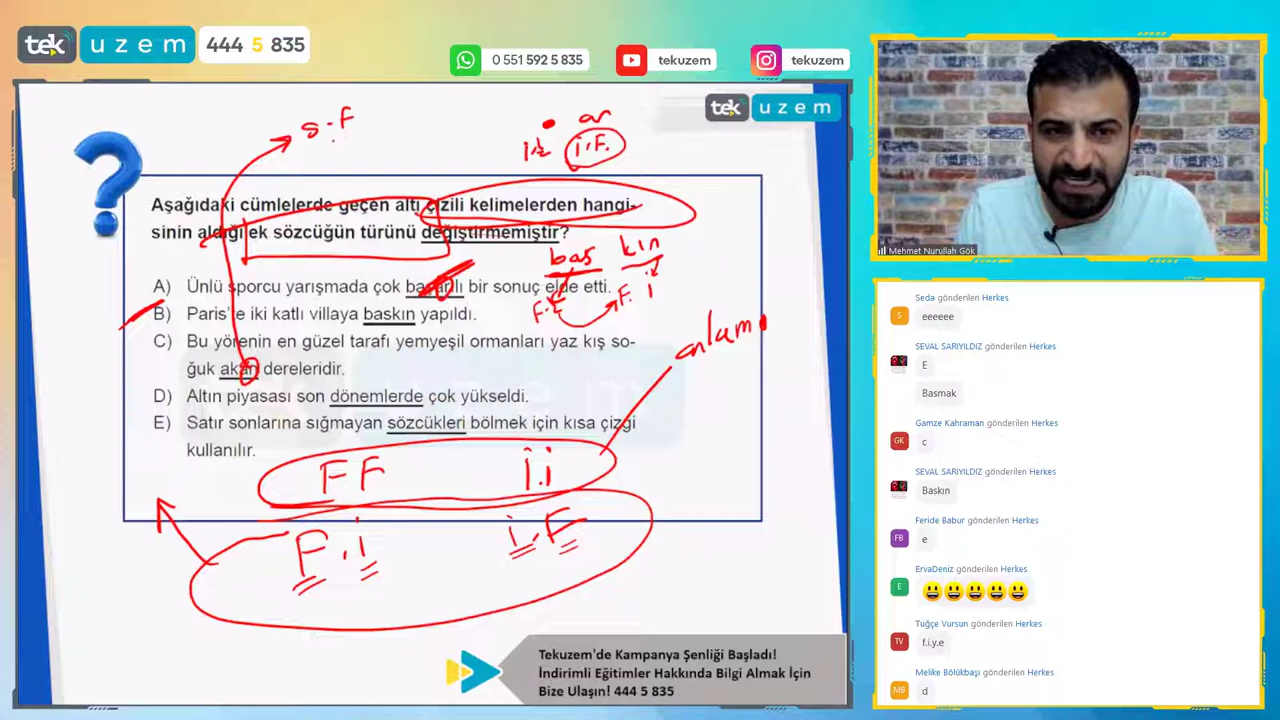 tek uzem 444 5 835
0 551 592 5 835 tekuzem tekuzem
tek uzem
s.F
ar
i.F.
Aşağıdaki cümlelerde geçen altı çizili kelimelerden hangi-
sinin aldığı ek sözcüğün türünü değiştirmemiştir?
bas kın
F. i
A) Ünlü sporcu yarışmada çok başarılı bir sonuç elde etti.
B) Paris'te iki katlı villaya baskın yapıldı.
C) Bu yörenin en güzel tarafı yemyeşil ormanları yaz kış so-
ğuk akan dereleridir.
D) Altın piyasası son dönemlerde çok yükseldi.
E) Satır sonlarına sığmayan sözcükleri bölmek için kısa çizgi
kullanılır.
anlamı
FF i.i
F.i i.F
Tekuzem'de Kampanya Şenliği Başladı!
İndirimli Eğitimler Hakkında Bilgi Almak İçin
Bize Ulaşın! 444 5 835
Mehmet Nurullah Gök
Seda gönderilen Herkes
S
eeeeee
SEVAL SARIYILDIZ gönderilen Herkes
E
Basmak
Gamze Kahraman gönderilen Herkes
GK
c
SEVAL SARIYILDIZ gönderilen Herkes
Baskın
Feride Babur gönderilen Herkes
FB
e
ErvaDeniz gönderilen Herkes
E
Tuğçe Vursun gönderilen Herkes
TV
f.i.y.e
Melike Bölükbaşı gönderilen Herkes
MB
d